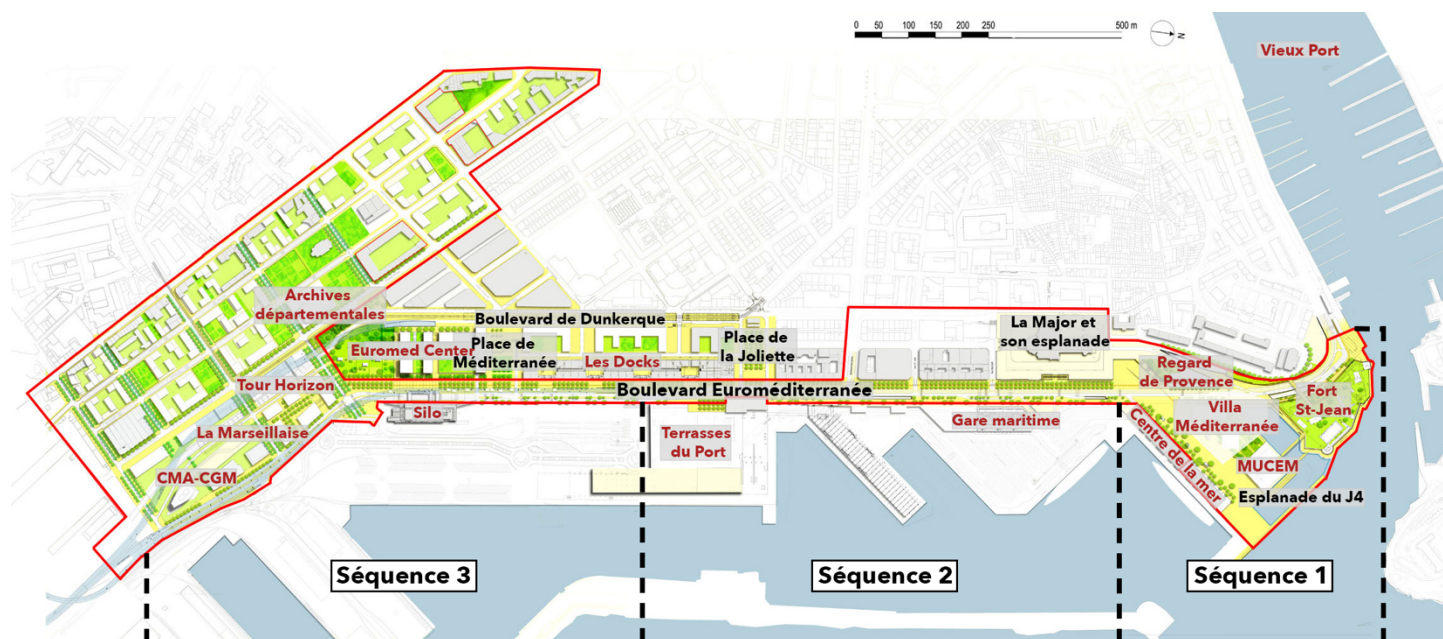 0 50 100 150 200 250 500 m
N
Vieux Port
Archives
départementales
Boulevard de Dunkerque
Euromed Center
Place de
Méditerranée
Les Docks
Place de
la Joliette
La Major et
son esplanade
Tour Horizon
Boulevard Euroméditerranée
Regard
de Provence
Fort
St-Jean
Silo
La Marseillaise
Terrasses
du Port
Gare maritime
Villa
Méditerranée
Centre de la mer
CMA-CGM
MUCEM
Esplanade du J4
Séquence 3
Séquence 2
Séquence 1